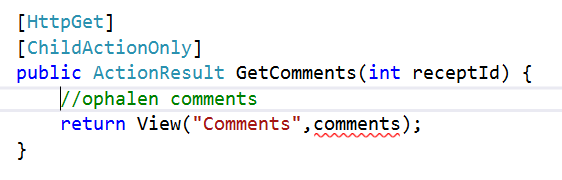 [HttpGet]
[ChildActionOnly]
public ActionResult GetComments(int receptId) {
    //ophalen comments
    return View("Comments",comments);
}